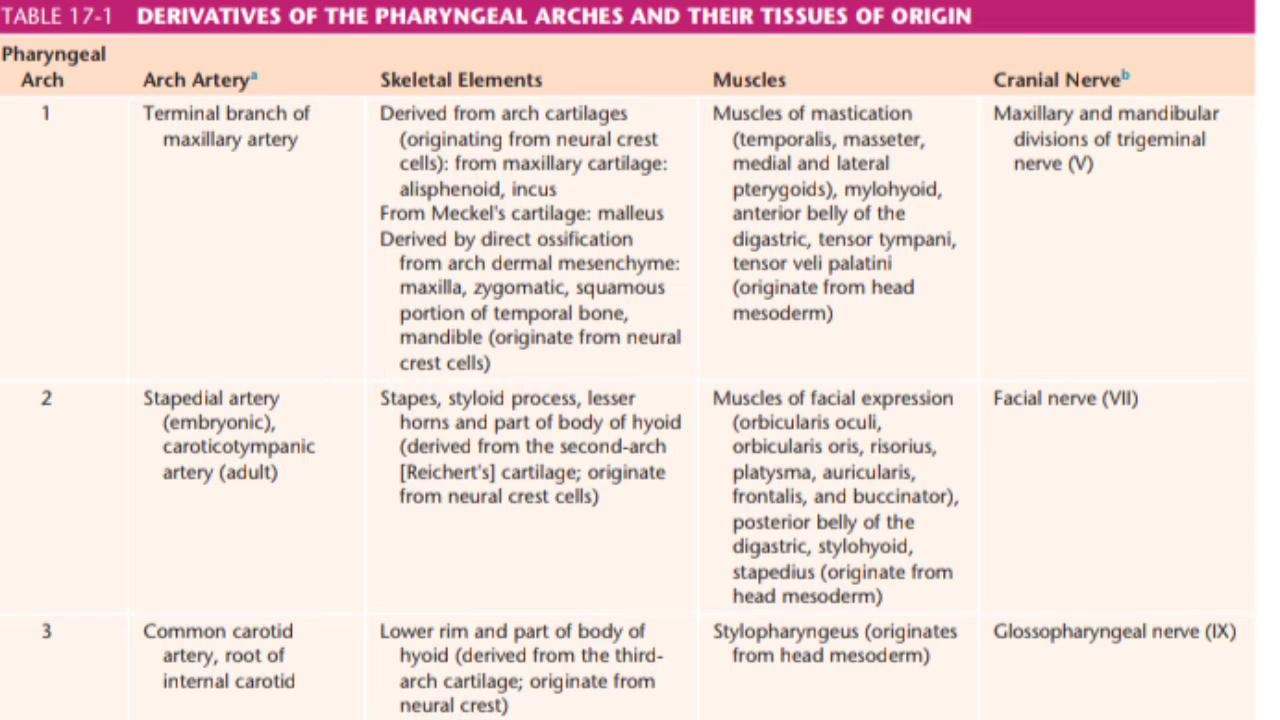 TABLE 17-1 DERIVATIVES OF THE PHARYNGEAL ARCHES AND THEIR TISSUES OF ORIGIN
Pharyngeal
Arch
Arch Arteryᵃ
Skeletal Elements
Muscles
Cranial Nerveᵇ
1
Terminal branch of
maxillary artery
Derived from arch cartilages
(originating from neural crest
cells): from maxillary cartilage:
alisphenoid, incus
From Meckel's cartilage: malleus
Derived by direct ossification
from arch dermal mesenchyme:
maxilla, zygomatic, squamous
portion of temporal bone,
mandible (originate from neural
crest cells)
Muscles of mastication
(temporalis, masseter,
medial and lateral
pterygoids), mylohyoid,
anterior belly of the
digastric, tensor tympani,
tensor veli palatini
(originate from head
mesoderm)
Maxillary and mandibular
divisions of trigeminal
nerve (V)
2
Stapedial artery
(embryonic),
caroticotympanic
artery (adult)
Stapes, styloid process, lesser
horns and part of body of hyoid
(derived from the second-arch
[Reichert's] cartilage; originate
from neural crest cells)
Muscles of facial expression
(orbicularis oculi,
orbicularis oris, risorius,
platysma, auricularis,
frontalis, and buccinator),
posterior belly of the
digastric, stylohyoid,
stapedius (originate from
head mesoderm)
Facial nerve (VII)
3
Common carotid
artery, root of
internal carotid
Lower rim and part of body of
hyoid (derived from the third-
arch cartilage; originate from
neural crest)
Stylopharyngeus (originates
from head mesoderm)
Glossopharyngeal nerve (IX)